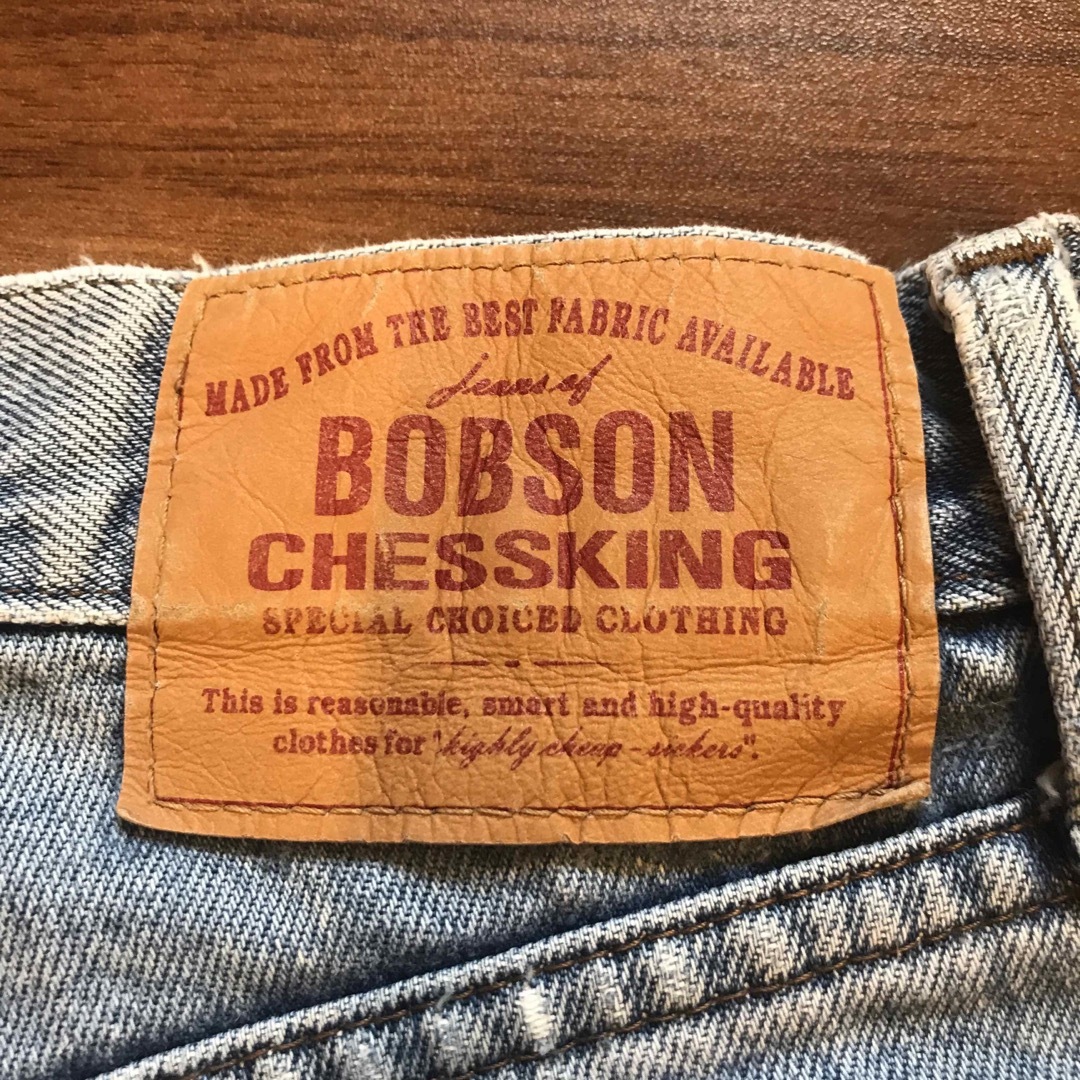 MADE FROM THE BEST FABRIC AVAILABLE
Jeans of
BOBSON
CHESSKING
SPECIAL CHOICED CLOTHING
This is reasonable, smart and high-quality
clothes for "highly cheap-sickers".